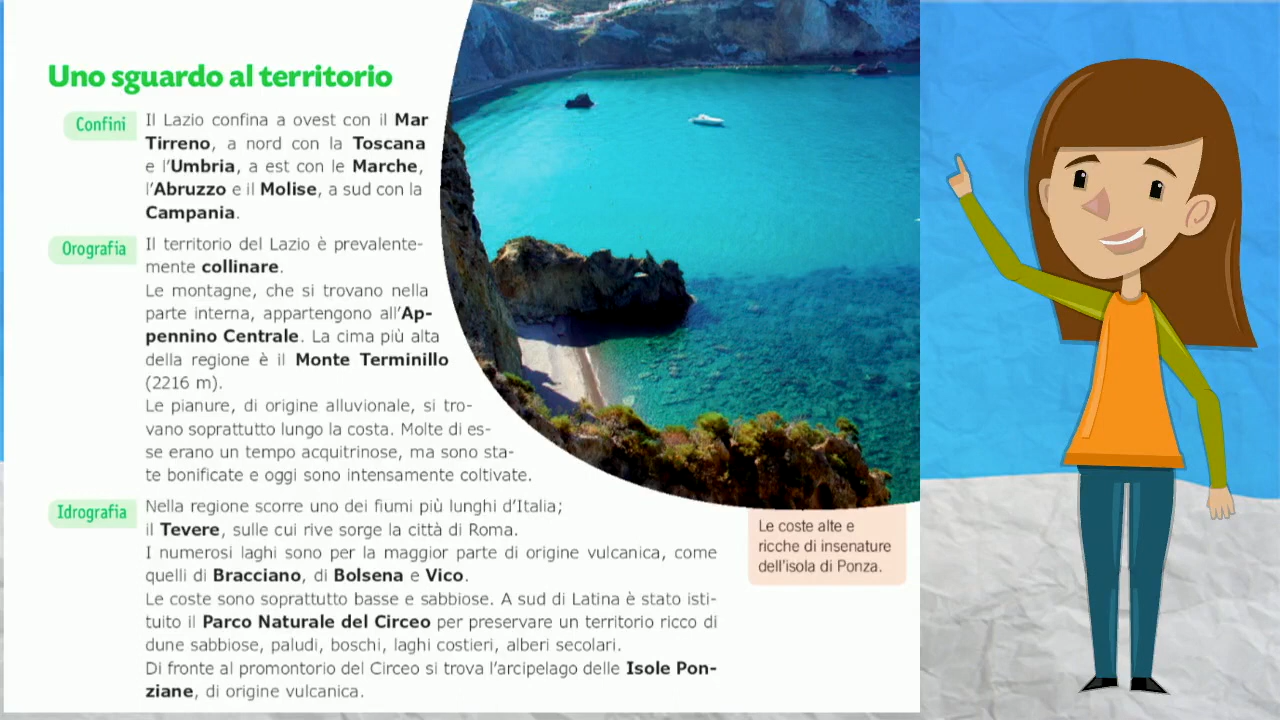 Uno sguardo al territorio
Confini
Il Lazio confina a ovest con il Mar
Tirreno, a nord con la Toscana
e l'Umbria, a est con le Marche,
l'Abruzzo e il Molise, a sud con la
Campania.
Orografia
Il territorio del Lazio è prevalente-
mente collinare.
Le montagne, che si trovano nella
parte interna, appartengono all'Ap-
pennino Centrale. La cima più alta
della regione è il Monte Terminillo
(2216 m).
Le pianure, di origine alluvionale, si tro-
vano soprattutto lungo la costa. Molte di es-
se erano un tempo acquitrinose, ma sono sta-
te bonificate e oggi sono intensamente coltivate.
Idrografia
Nella regione scorre uno dei fiumi più lunghi d'Italia;
il Tevere, sulle cui rive sorge la città di Roma.
I numerosi laghi sono per la maggior parte di origine vulcanica, come
quelli di Bracciano, di Bolsena e Vico.
Le coste sono soprattutto basse e sabbiose. A sud di Latina è stato isti-
tuito il Parco Naturale del Circeo per preservare un territorio ricco di
dune sabbiose, paludi, boschi, laghi costieri, alberi secolari.
Di fronte al promontorio del Circeo si trova l'arcipelago delle Isole Pon-
ziane, di origine vulcanica.
Le coste alte e
ricche di insenature
dell'isola di Ponza.